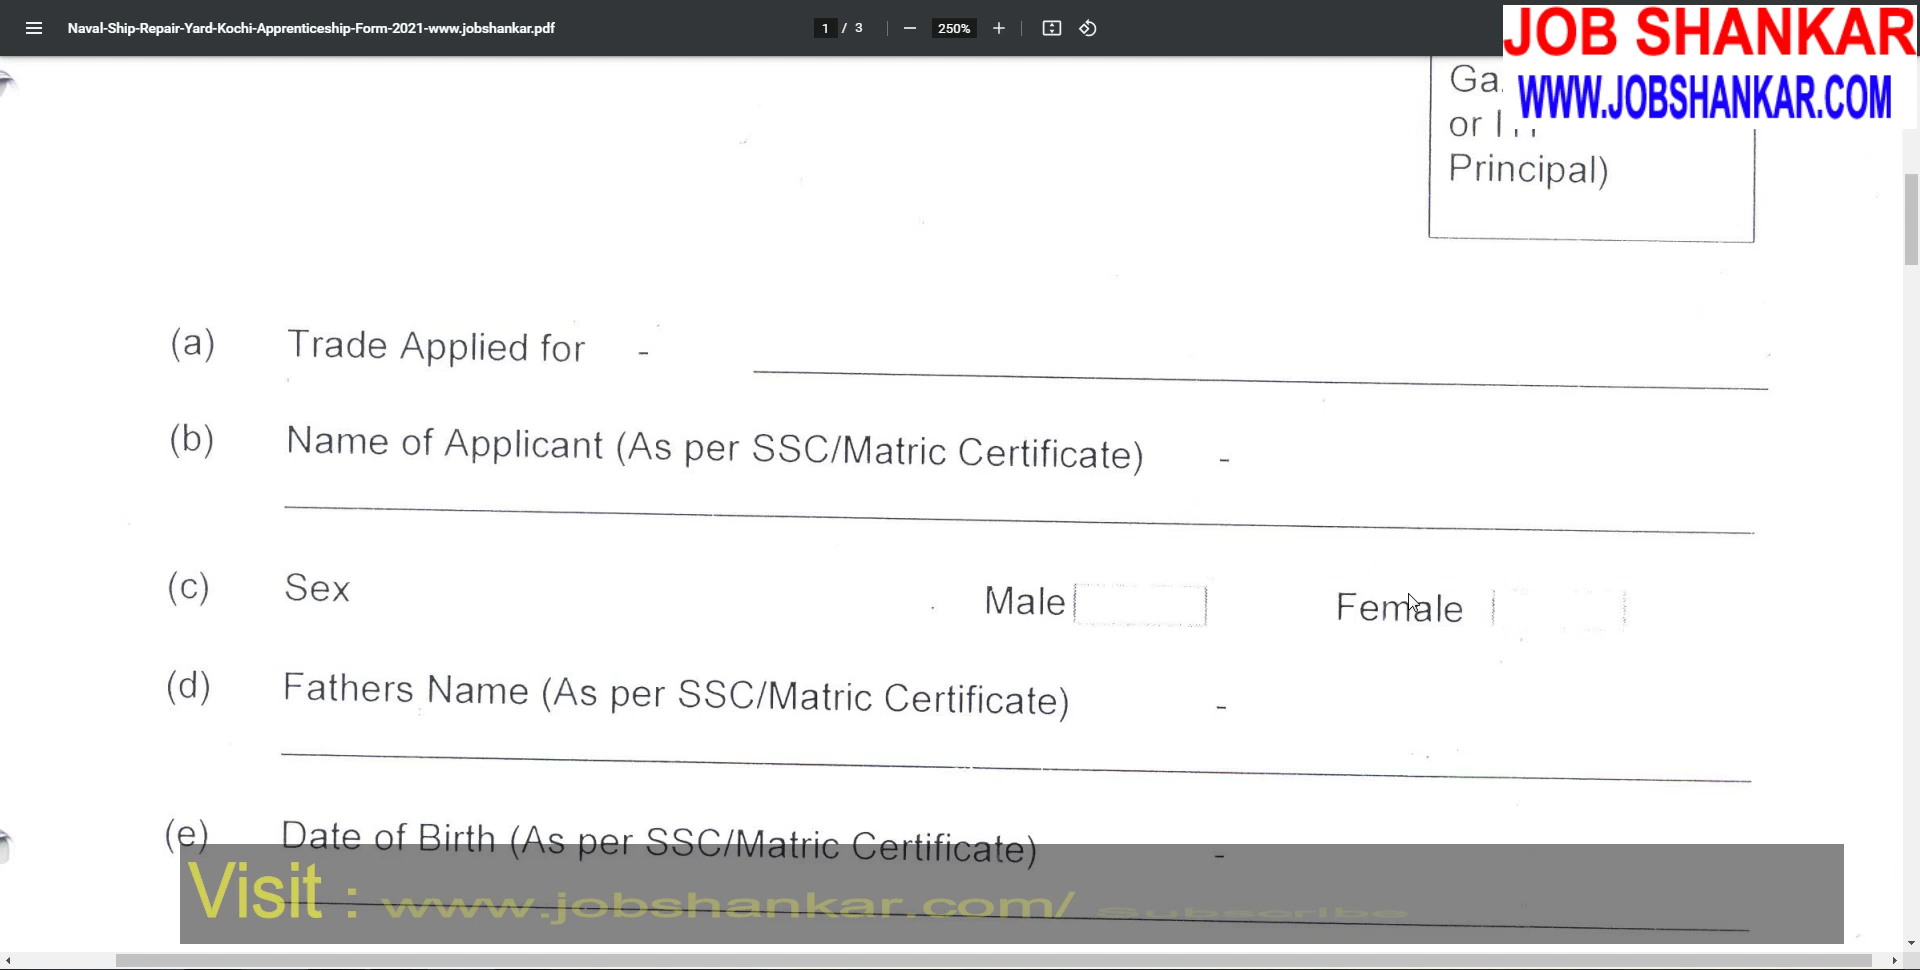 Naval-Ship-Repair-Yard-Kochi-Apprenticeship-Form-2021-www.jobshankar.pdf
1 / 3
250%
JOB SHANKAR
WWW.JOBSHANKAR.COM
or
Principal)
(a) Trade Applied for -
(b) Name of Applicant (As per SSC/Matric Certificate) -
(c) Sex Male Female
(d) Fathers Name (As per SSC/Matric Certificate) -
(e) Date of Birth (As per SSC/Matric Certificate) -
Visit : www.jobshankar.com/ Subscribe